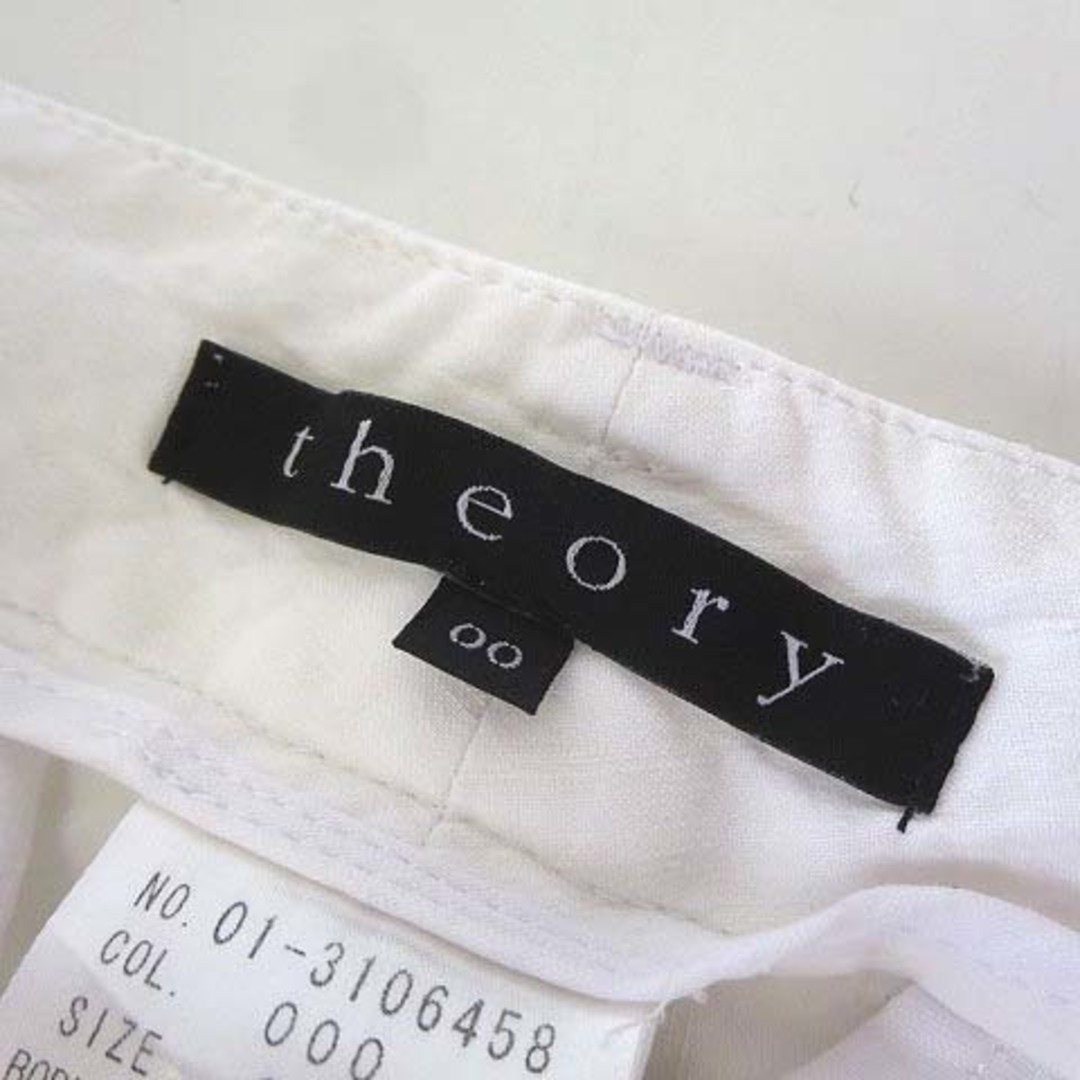 theory
00
NO. 01-3106458
COL. 000
SIZE